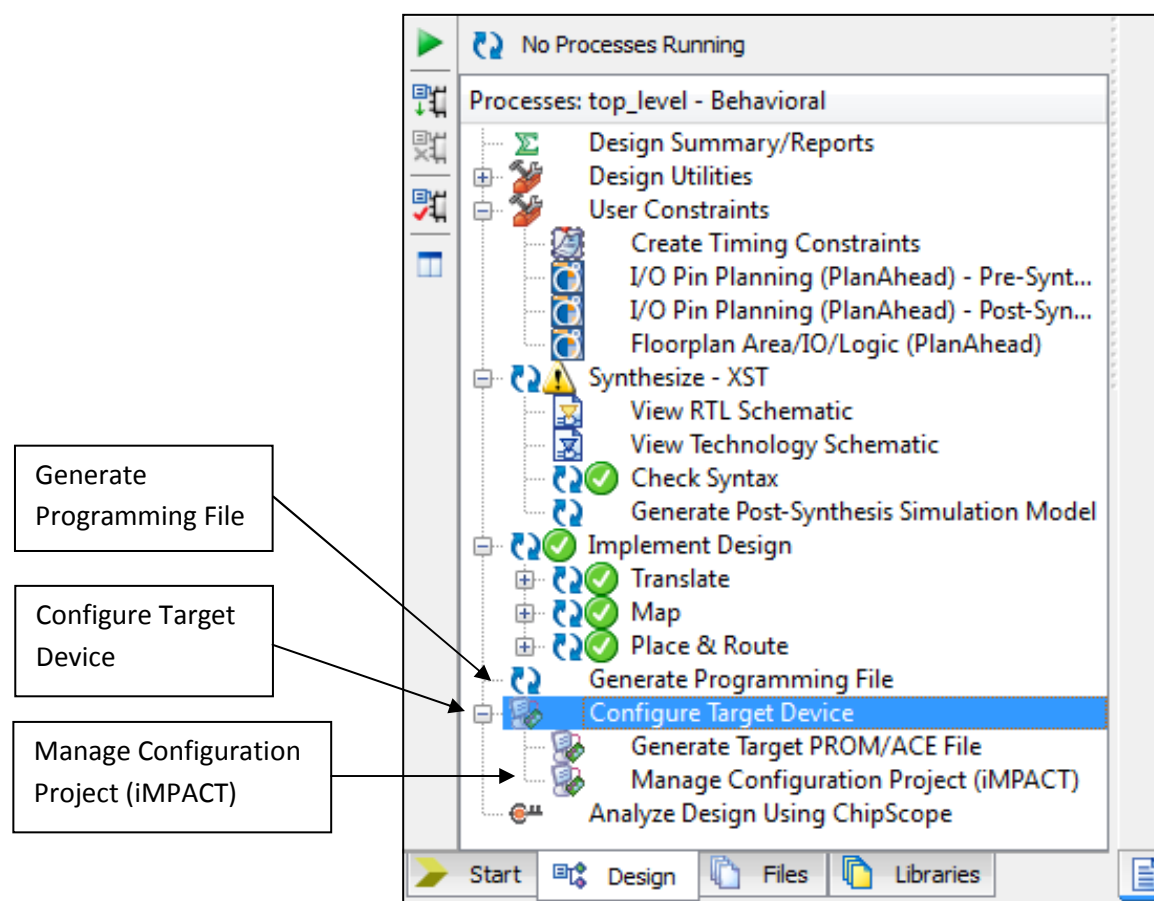 No Processes Running
Processes: top_level - Behavioral
Design Summary/Reports
Design Utilities
User Constraints
Create Timing Constraints
I/O Pin Planning (PlanAhead) - Pre-Synt...
I/O Pin Planning (PlanAhead) - Post-Syn...
Floorplan Area/IO/Logic (PlanAhead)
Synthesize - XST
View RTL Schematic
View Technology Schematic
Check Syntax
Generate Post-Synthesis Simulation Model
Implement Design
Translate
Map
Place & Route
Generate Programming File
Configure Target Device
Generate Target PROM/ACE File
Manage Configuration Project (iMPACT)
Analyze Design Using ChipScope
Start
Design
Files
Libraries
Generate
Programming File
Configure Target
Device
Manage Configuration
Project (iMPACT)